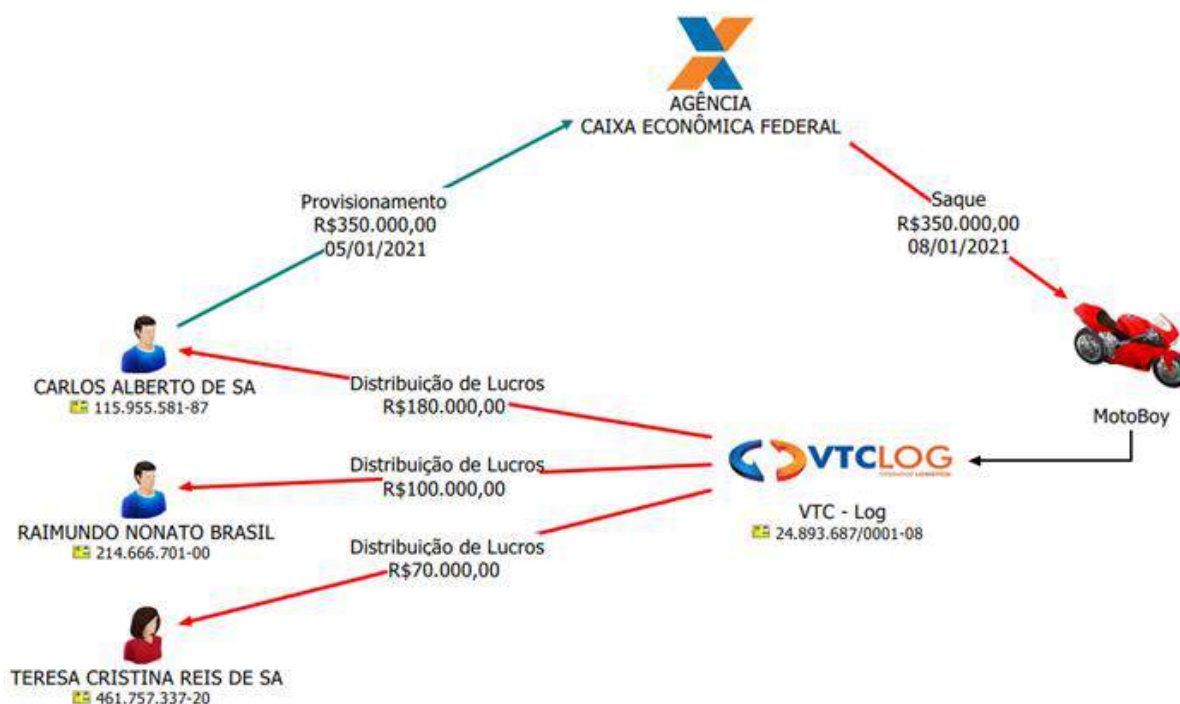 AGÊNCIA
CAIXA ECONÔMICA FEDERAL
Provisionamento
R$350.000,00
05/01/2021
Saque
R$350.000,00
08/01/2021
CARLOS ALBERTO DE SA
115.955.581-87
Distribuição de Lucros
R$180.000,00
MotoBoy
VTCLOG
Distribuição de Lucros
R$100.000,00
VTC - Log
24.893.687/0001-08
RAIMUNDO NONATO BRASIL
214.666.701-00
Distribuição de Lucros
R$70.000,00
TERESA CRISTINA REIS DE SA
461.757.337-20